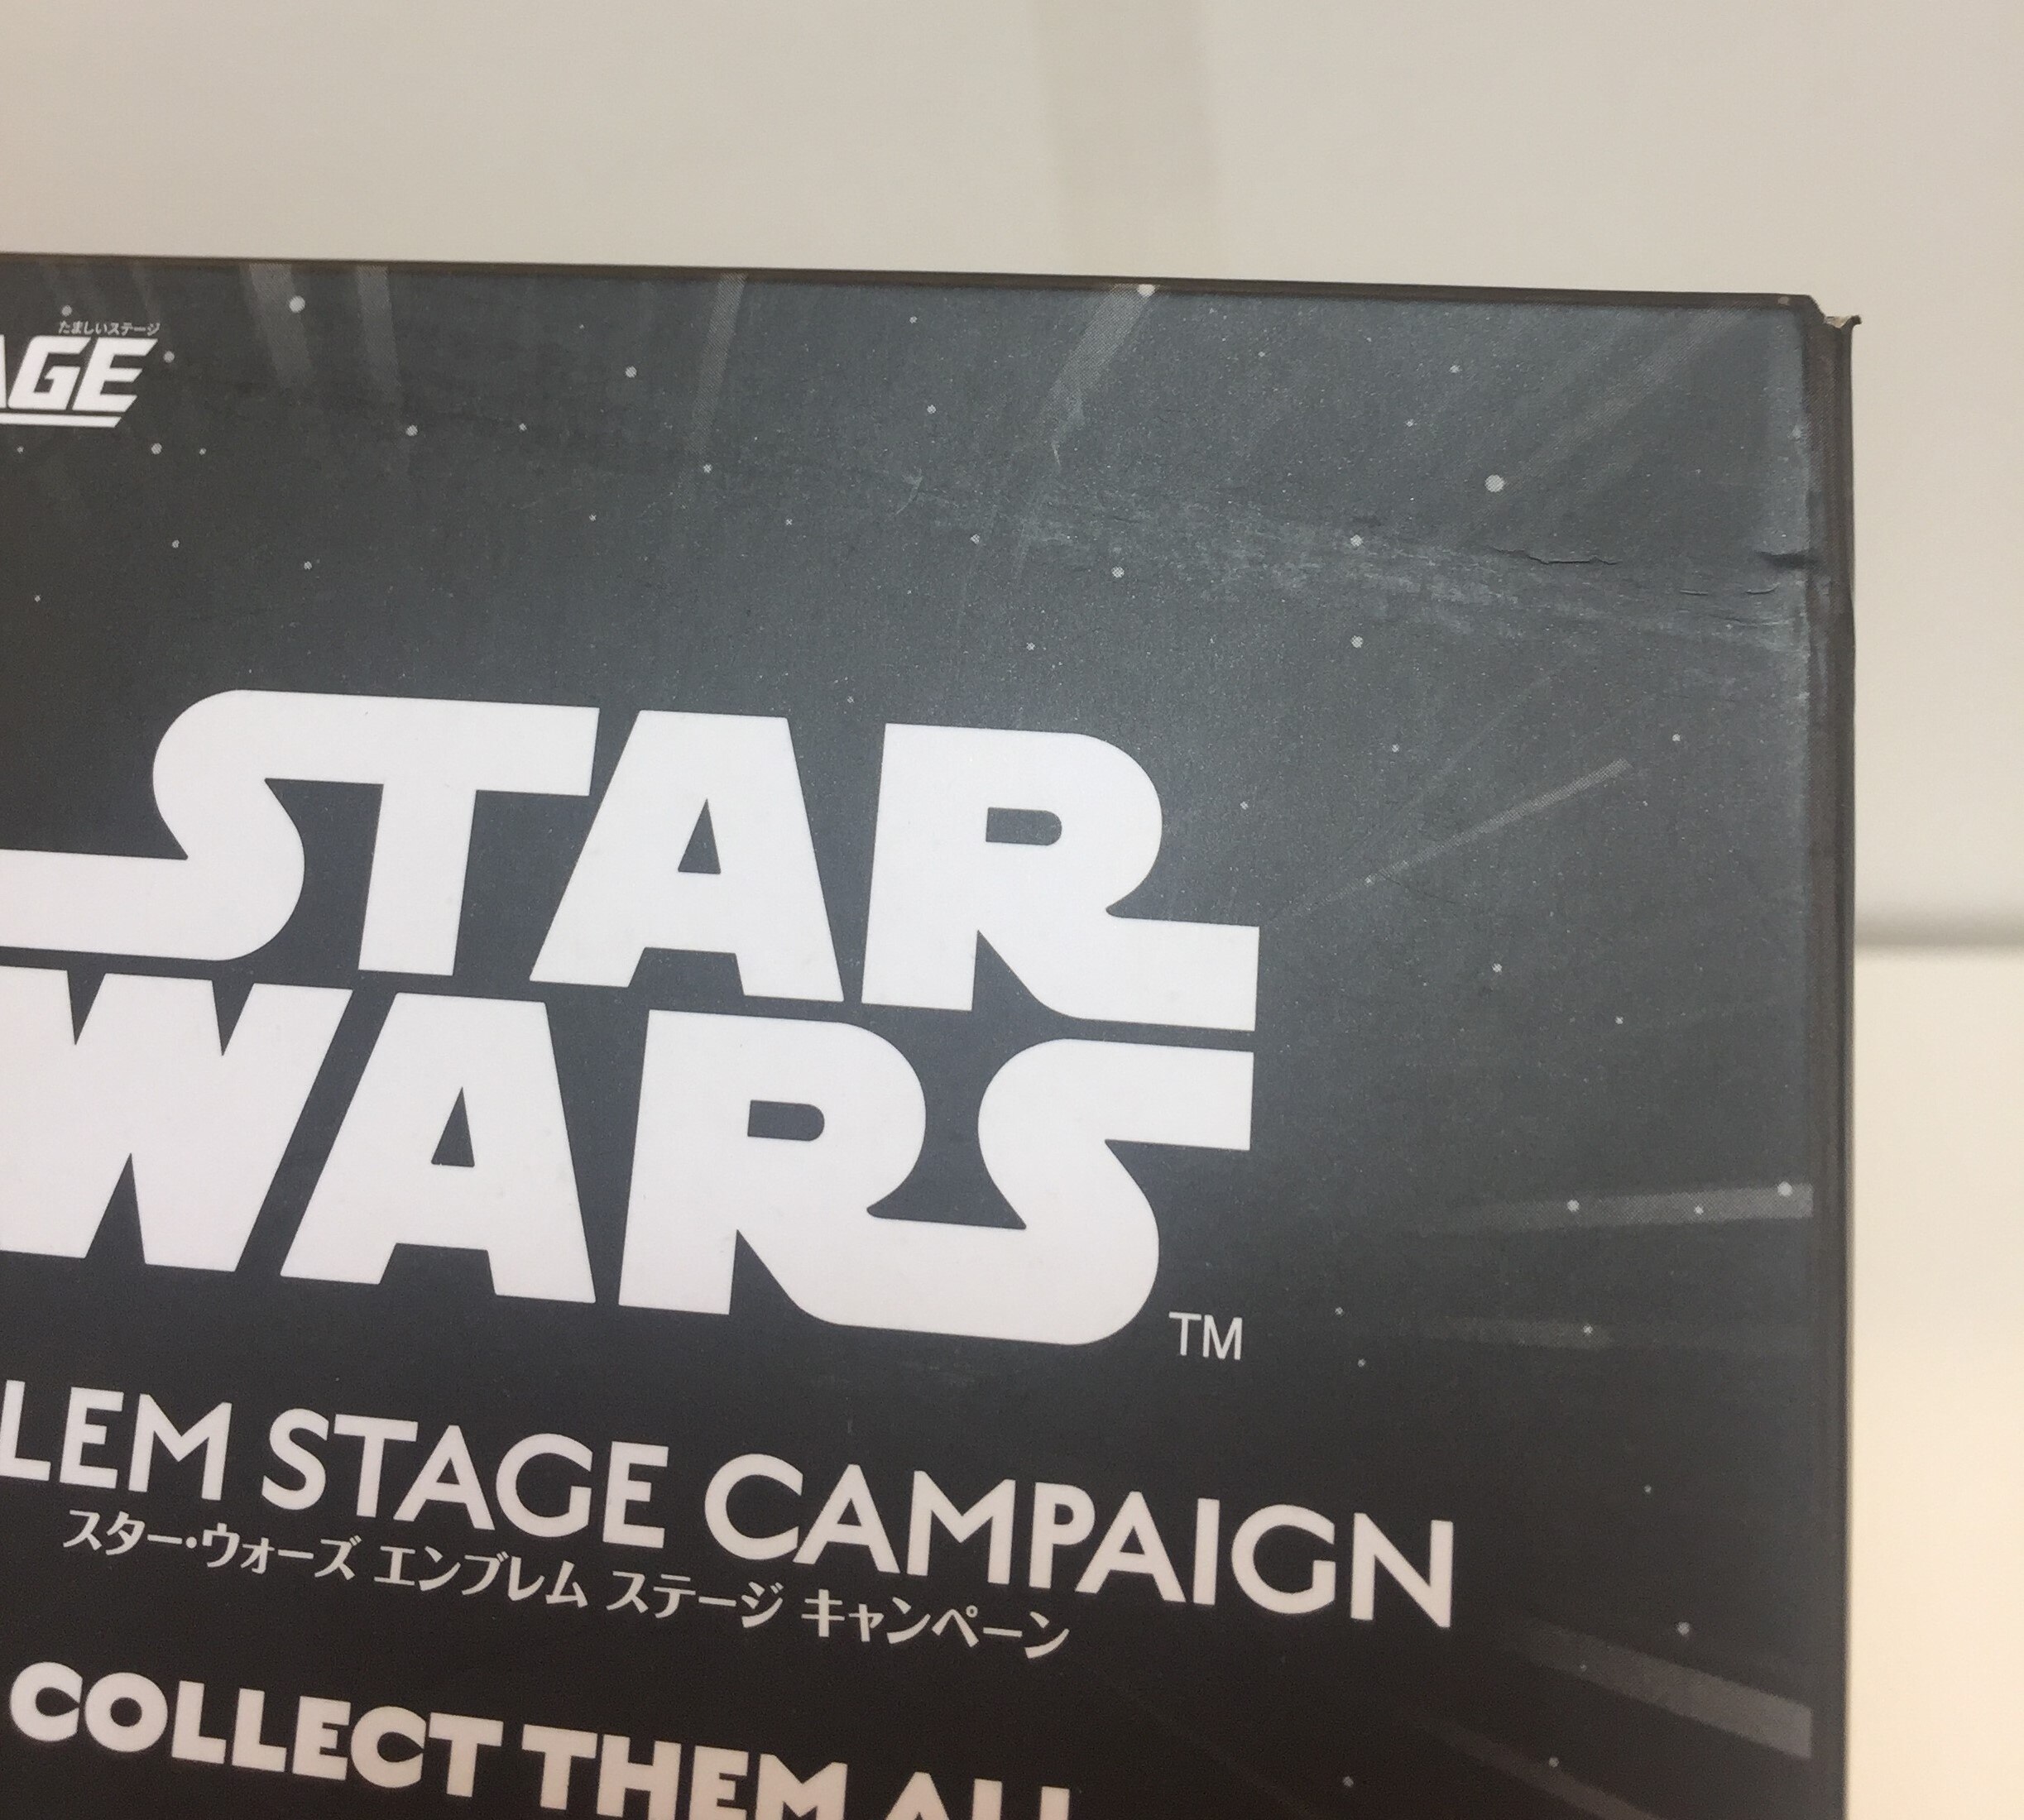 たましいステージ
AGE
STAR
WARS
TM
LEM STAGE CAMPAIGN
スター・ウォーズ エンブレム ステージ キャンペーン
COLLECT THEM ALL